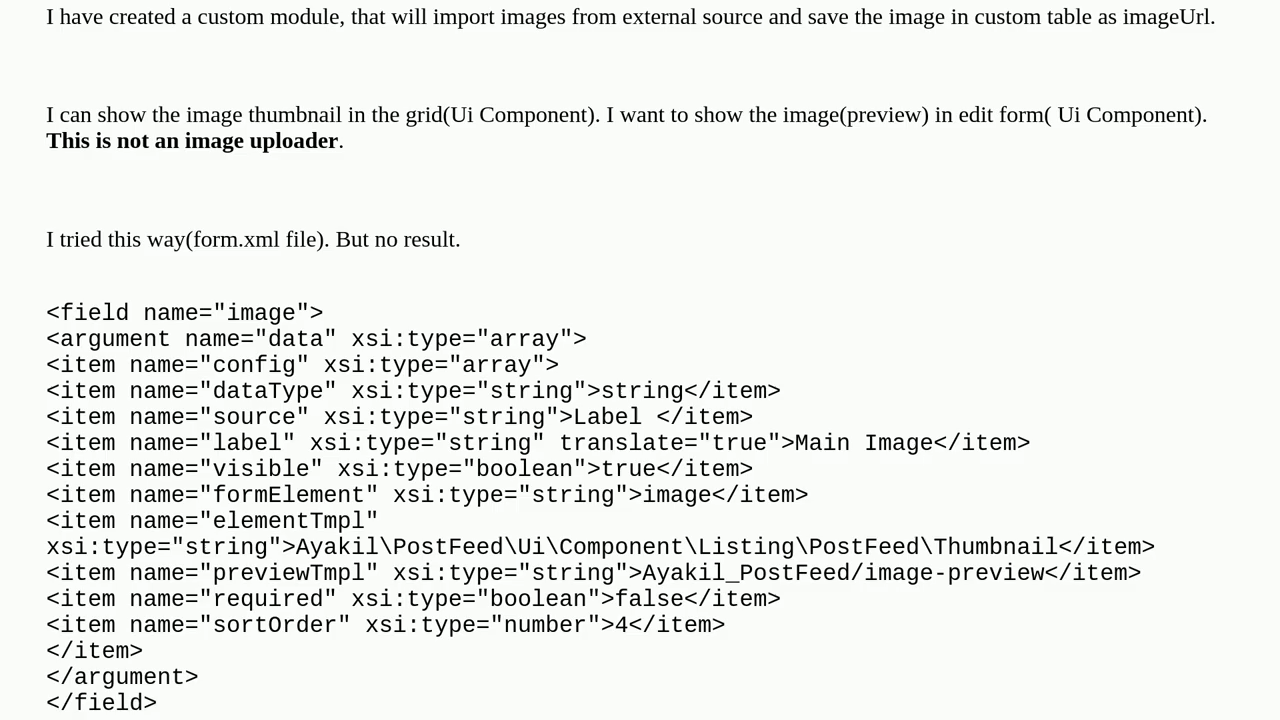 I have created a custom module, that will import images from external source and save the image in custom table as imageUrl.
I can show the image thumbnail in the grid(Ui Component). I want to show the image(preview) in edit form( Ui Component).
This is not an image uploader.
I tried this way(form.xml file). But no result.
<field name="image">
<argument name="data" xsi:type="array">
<item name="config" xsi:type="array">
<item name="dataType" xsi:type="string">string</item>
<item name="source" xsi:type="string">Label </item>
<item name="label" xsi:type="string" translate="true">Main Image</item>
<item name="visible" xsi:type="boolean">true</item>
<item name="formElement" xsi:type="string">image</item>
<item name="elementTmpl"
xsi:type="string">Ayakil\PostFeed\Ui\Component\Listing\PostFeed\Thumbnail</item>
<item name="previewTmpl" xsi:type="string">Ayakil_PostFeed/image-preview</item>
<item name="required" xsi:type="boolean">false</item>
<item name="sortOrder" xsi:type="number">4</item>
</item>
</argument>
</field>